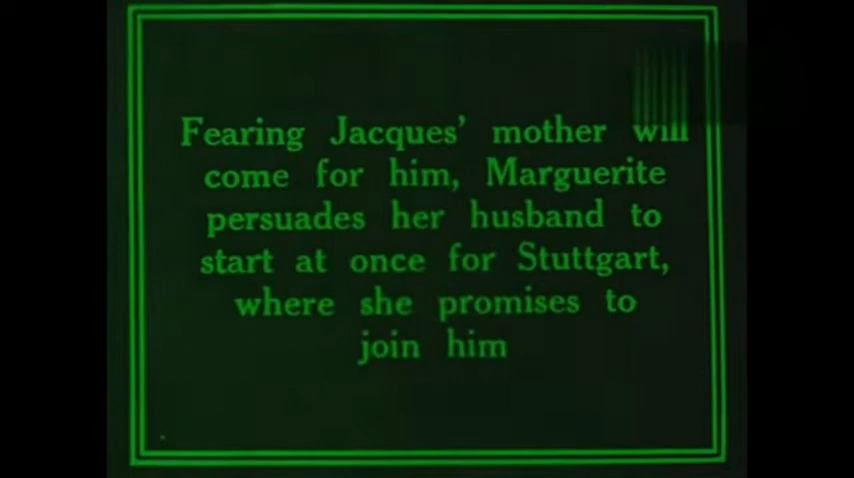 Fearing Jacques' mother will
come for him, Marguerite
persuades her husband to
start at once for Stuttgart,
where she promises to
join him